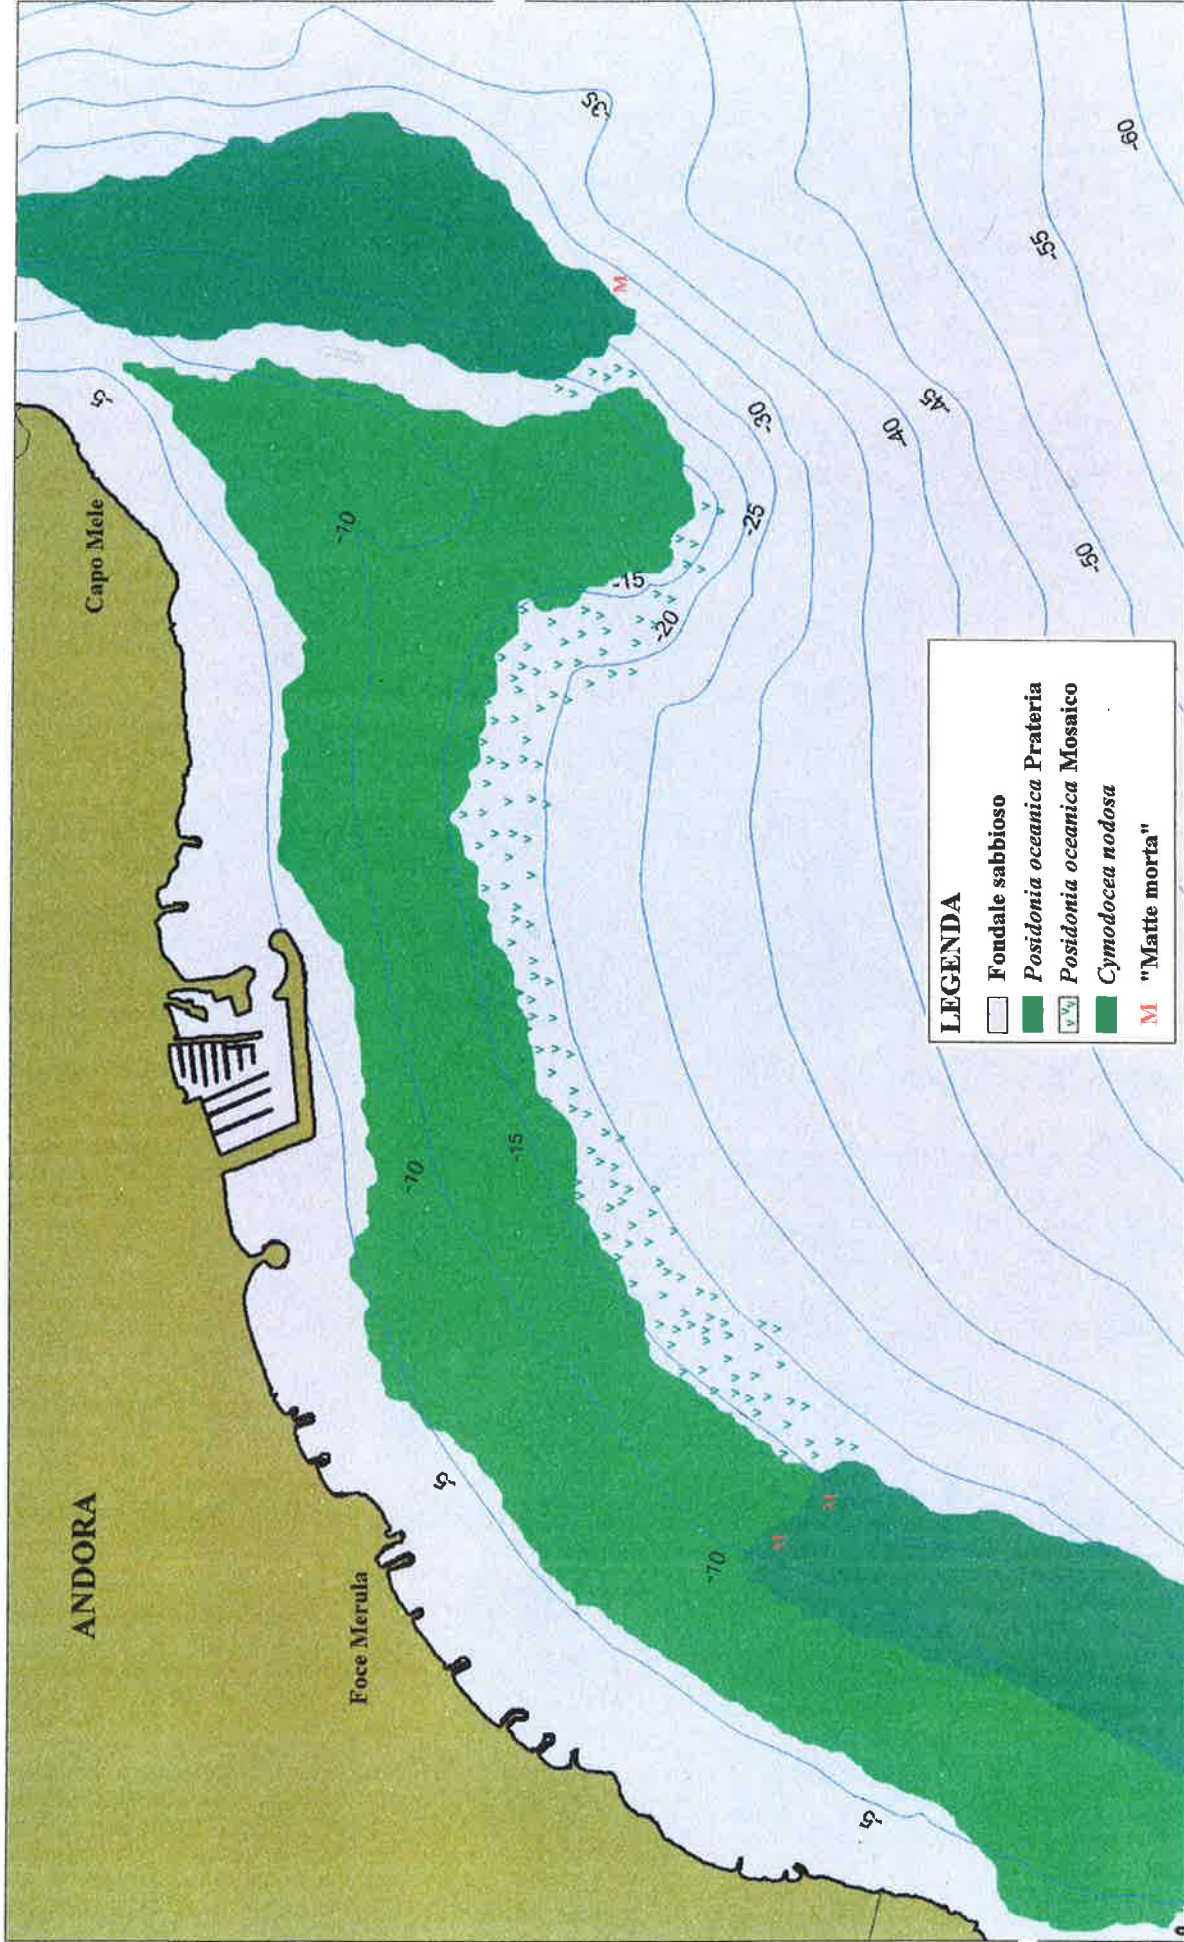 ANDORA
Capo Mele
Foce Merula
-5
-10
-15
-20
-25
-30
-35
-40
-45
-50
-55
-60
-10
-15
-5
-10
-5
M
M
M
LEGENDA
Fondale sabbioso
Posidonia oceanica Prateria
Posidonia oceanica Mosaico
Cymodocea nodosa
M "Matte morta"